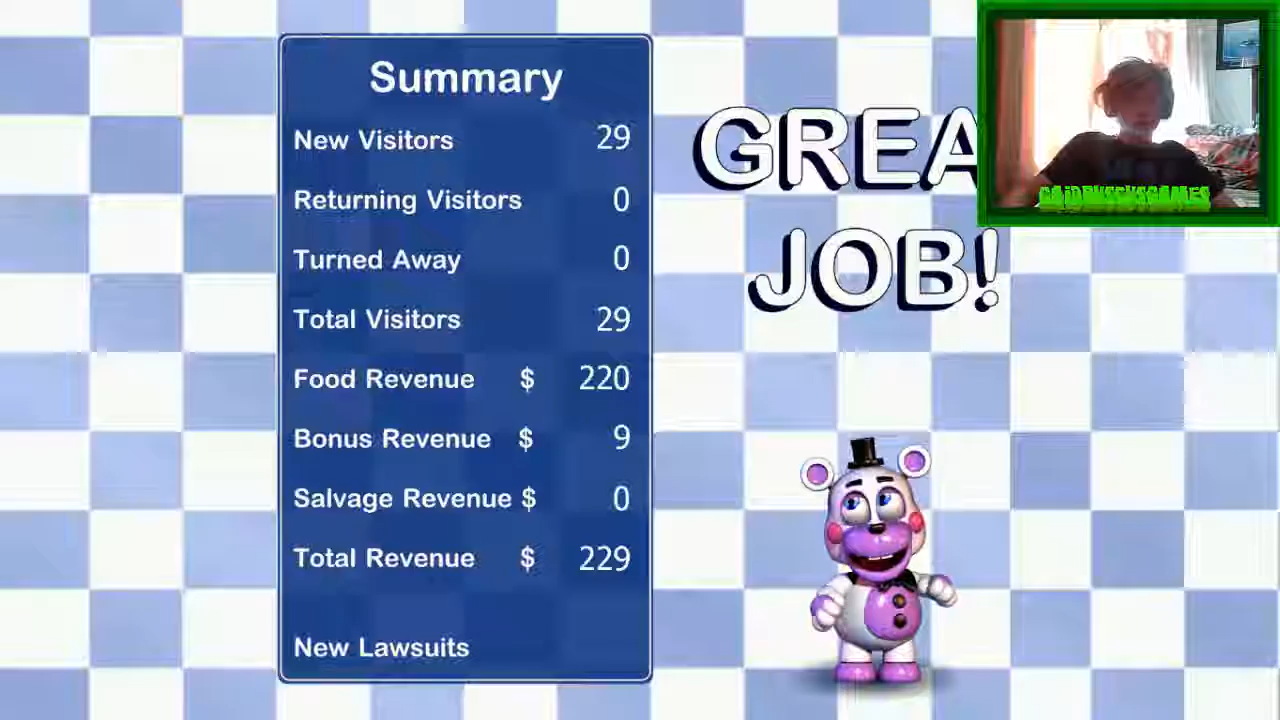 Summary
New Visitors 29
Returning Visitors 0
Turned Away 0
Total Visitors 29
Food Revenue $ 220
Bonus Revenue $ 9
Salvage Revenue $ 0
Total Revenue $ 229
New Lawsuits
GREA
JOB!